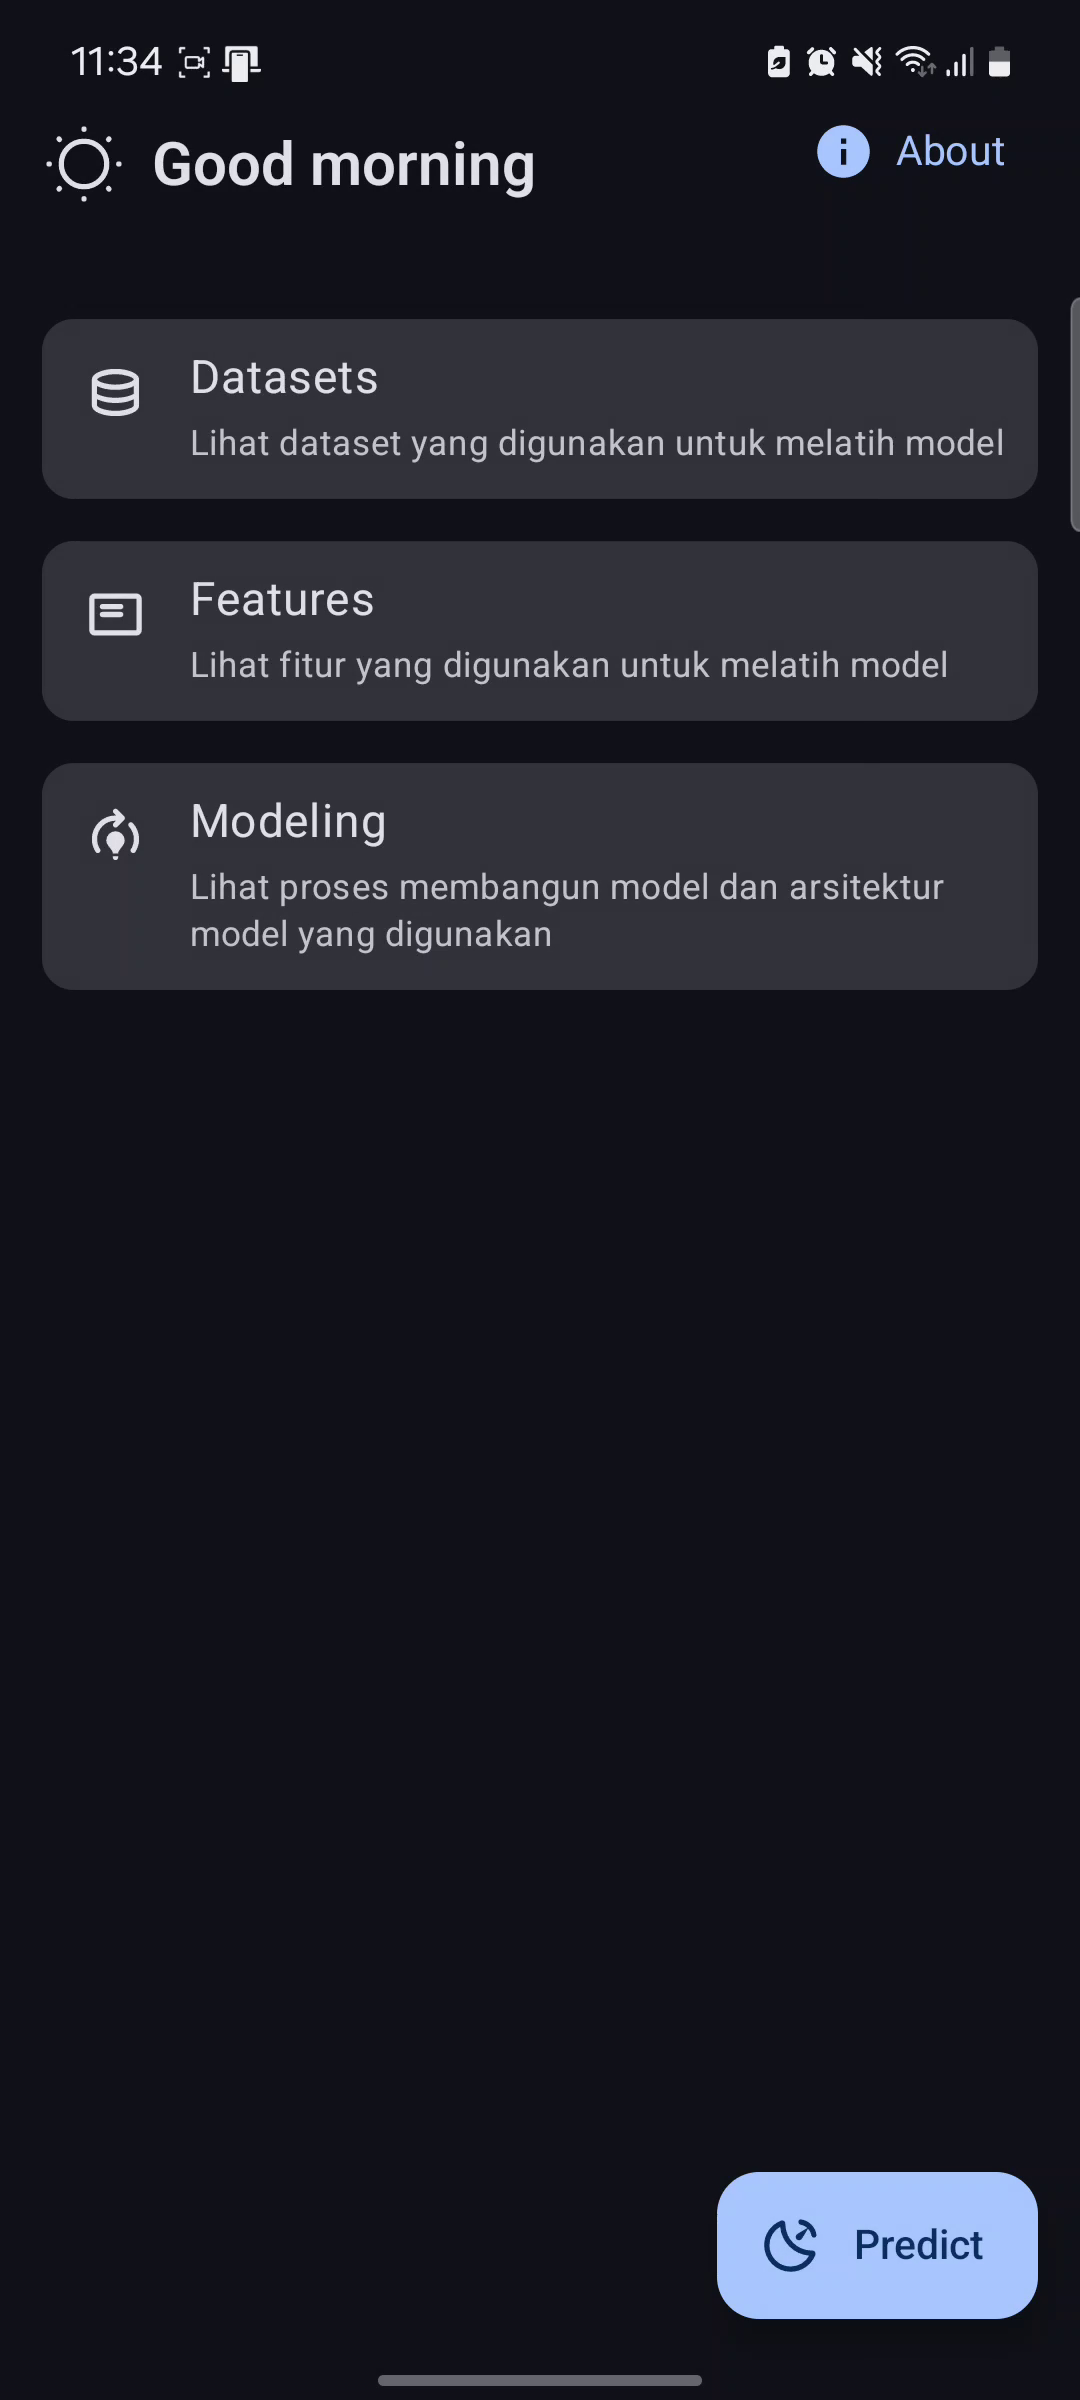 11:34
Good morning
About
Datasets
Lihat dataset yang digunakan untuk melatih model
Features
Lihat fitur yang digunakan untuk melatih model
Modeling
Lihat proses membangun model dan arsitektur
model yang digunakan
Predict